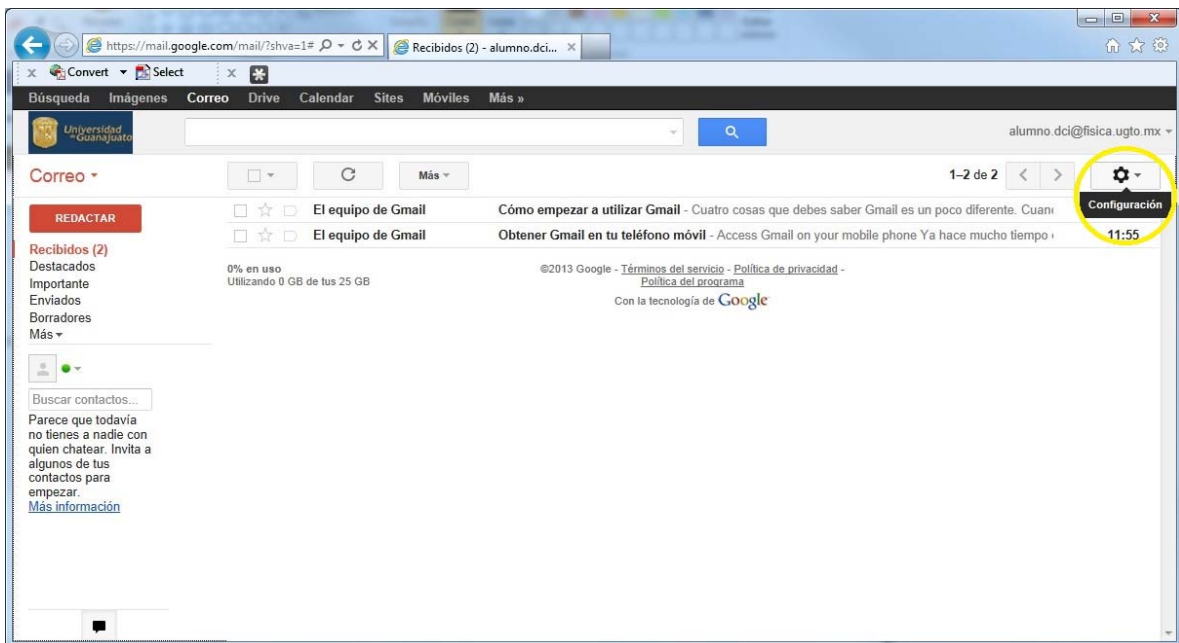 https://mail.google.com/mail/?shva=1#
Recibidos (2) - alumno.dci...
Convert Select
Búsqueda Imágenes Correo Drive Calendar Sites Móviles Más »
Universidad de Guanajuato
alumno.dci@fisica.ugto.mx
Correo
Más
1–2 de 2
Configuración
REDACTAR
El equipo de Gmail Cómo empezar a utilizar Gmail - Cuatro cosas que debes saber Gmail es un poco diferente.
El equipo de Gmail Obtener Gmail en tu teléfono móvil - Access Gmail on your mobile phone Ya hace mucho tiempo 11:55
Recibidos (2)
Destacados
Importante
Enviados
Borradores
Más
0% en uso
Utilizando 0 GB de tus 25 GB
©2013 Google - Términos del servicio - Política de privacidad -
Política del programa
Con la tecnología de Google
Buscar contactos...
Parece que todavía
no tienes a nadie con
quien chatear. Invita a
algunos de tus
contactos para
empezar.
Más información